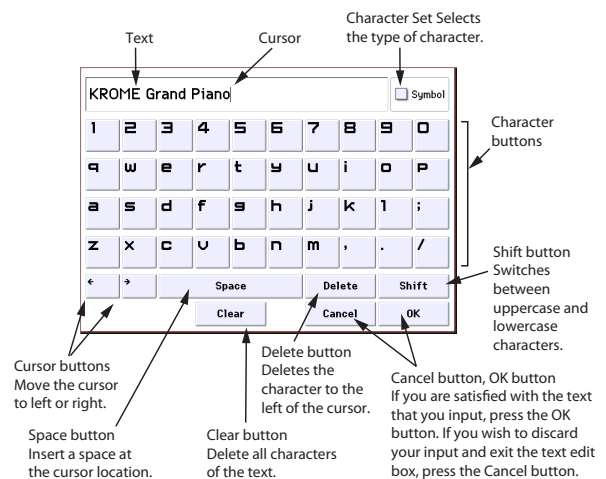 Character Set Selects
the type of character.
Text
Cursor
KROME Grand Piano
Symbol
Character
buttons
1 2 3 4 5 6 7 8 9 0
q w e r t y u i o p
a s d f g h j k l ;
z x c v b n m , . /
← → Space Delete Shift
Clear Cancel OK
Shift button
Switches
between
uppercase and
lowercase
characters.
Cursor buttons
Move the cursor
to left or right.
Delete button
Deletes the
character to the
left of the cursor.
Cancel button, OK button
If you are satisfied with the text
that you input, press the OK
button. If you wish to discard
your input and exit the text edit
box, press the Cancel button.
Space button
Insert a space at
the cursor location.
Clear button
Delete all characters
of the text.